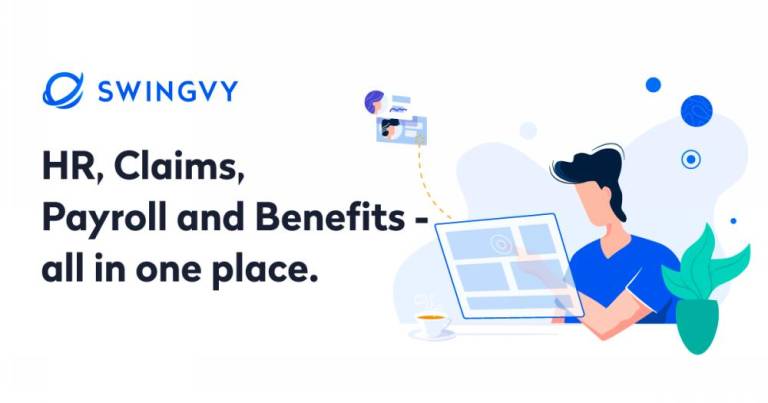 SWINGVY
HR, Claims,
Payroll and Benefits -
all in one place.